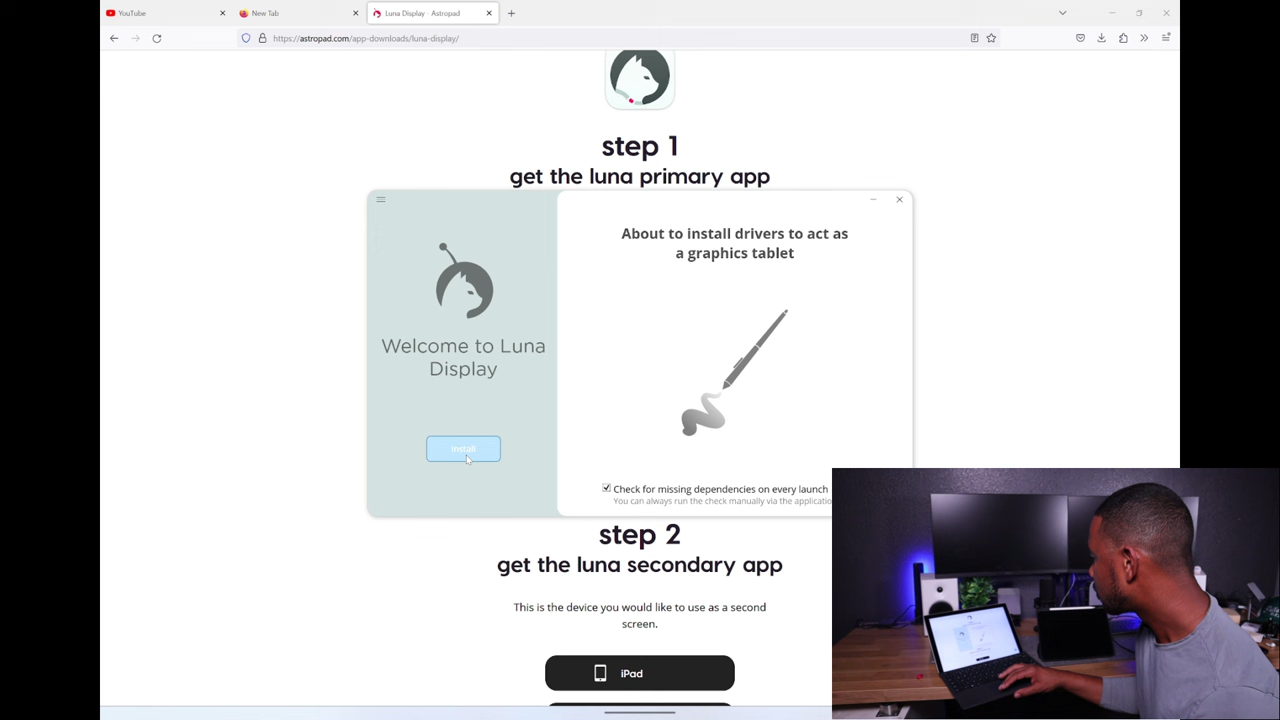 YouTube
New Tab
Luna Display - Astropad
https://astropad.com/app-downloads/luna-display/
step 1
get the luna primary app
About to install drivers to act as
a graphics tablet
Welcome to Luna
Display
Install
Check for missing dependencies on every launch
You can always run the check manually via the applicatio
step 2
get the luna secondary app
This is the device you would like to use as a second
screen.
iPad